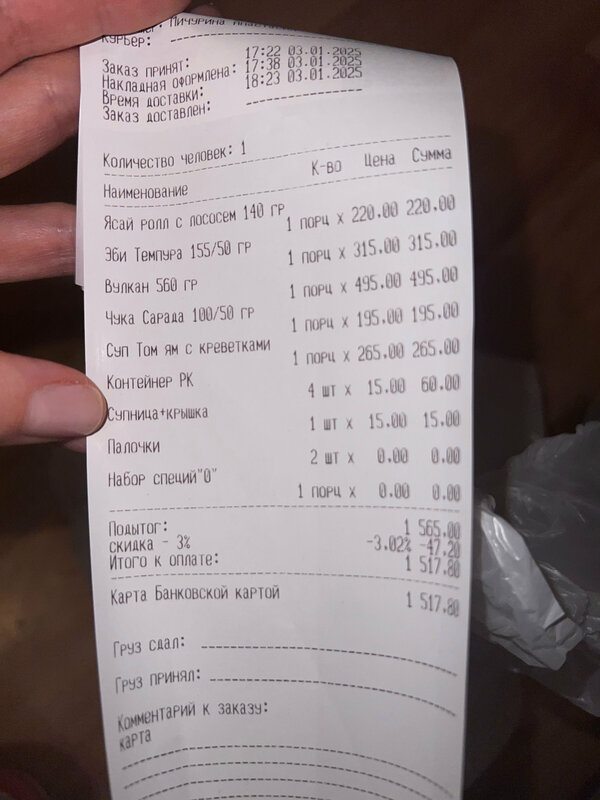 Пичурина
Курьер:
17:22 03.01.2025
Заказ принят: 17:38 03.01.2025
Накладная оформлена: 18:23 03.01.2025
Время доставки:
Заказ доставлен:
Количество человек: 1
Наименование К-во Цена Сумма
Ясай ролл с лососем 140 гр 1 порц x 220.00 220.00
Эби Темпура 155/50 гр 1 порц x 315.00 315.00
Вулкан 560 гр 1 порц x 495.00 495.00
Чука Сарада 100/50 гр 1 порц x 195.00 195.00
Суп Том ям с креветками 1 порц x 265.00 265.00
Контейнер РК 4 шт x 15.00 60.00
Супница+крышка 1 шт x 15.00 15.00
Палочки 2 шт x 0.00 0.00
Набор специй"0" 1 порц x 0.00 0.00
Подытог: 1 565.00
скидка - 3% -3.02% -47.20
Итого к оплате: 1 517.80
Карта Банковской картой 1 517.80
Груз сдал:
Груз принял:
Комментарий к заказу:
карта